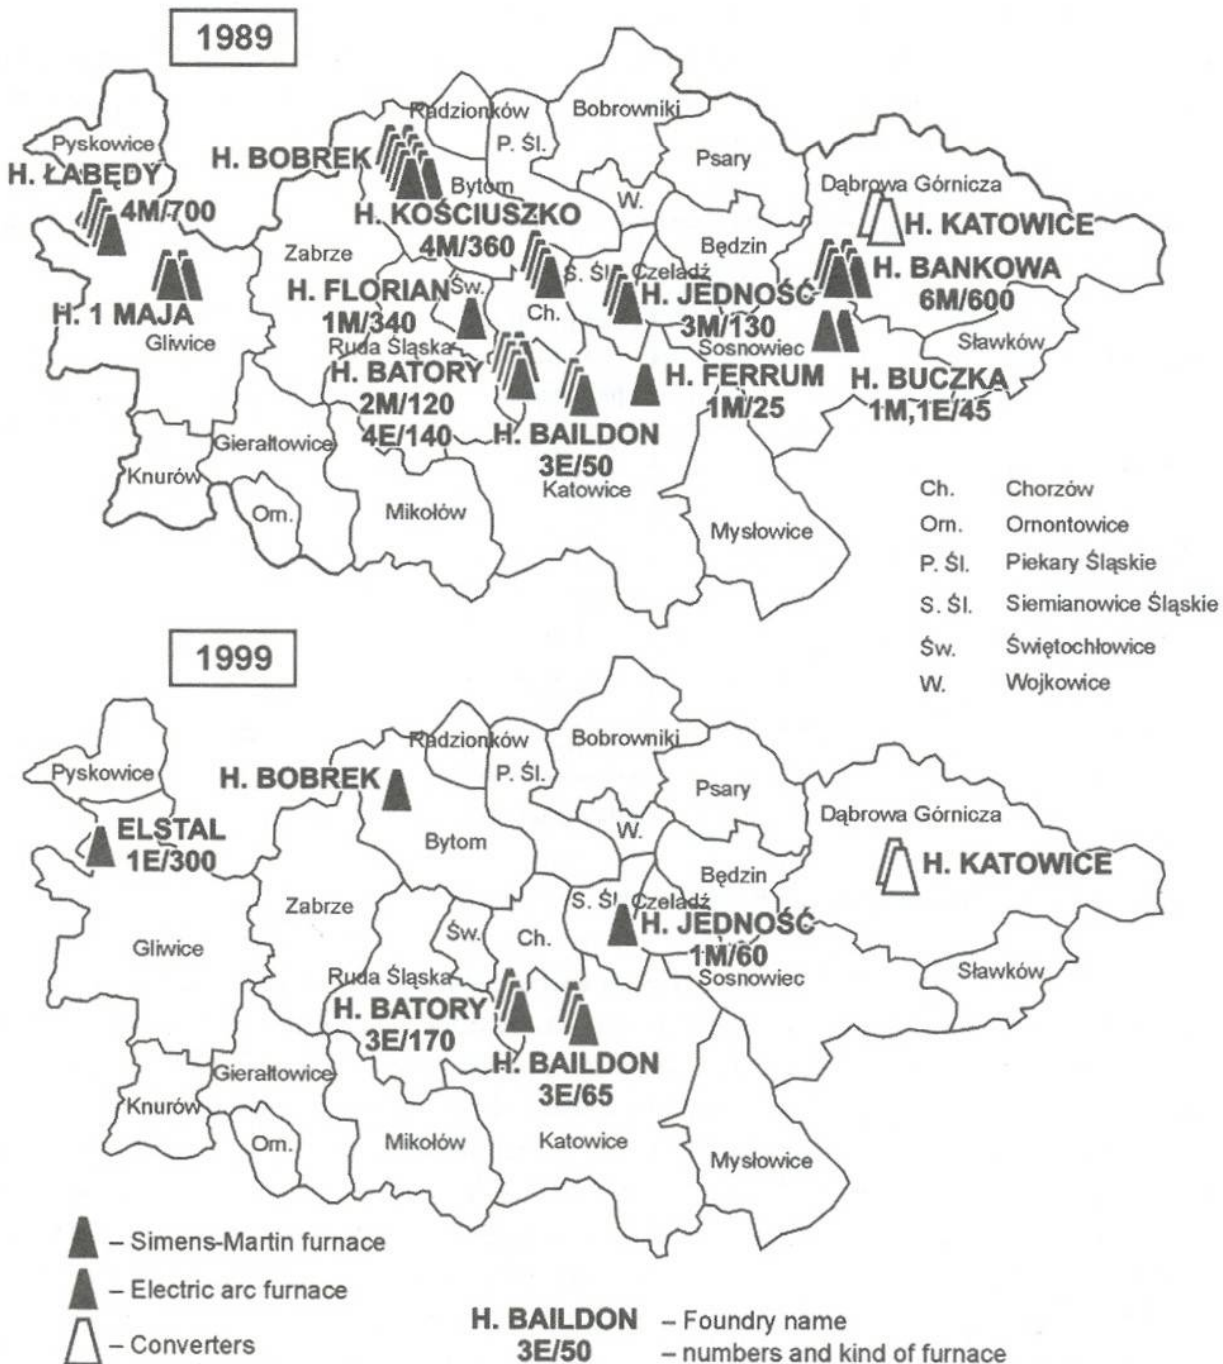 1989
Radzionków
Bobrowniki
Pyskowice
P. Śl.
H. BOBREK
Psary
H. ŁABĘDY
Bytom
Dąbrowa Górnicza
4M/700
H. KOŚCIUSZKO
W.
H. KATOWICE
4M/360
Będzin
Zabrze
S. Śl.
Czeladź
H. BANKOWA
6M/600
H. FLORIAN
Św.
H. JEDNOŚĆ
1M/340
Ch.
3M/130
H. 1 MAJA
Gliwice
Ruda Śląska
Sosnowiec
Sławków
H. BATORY
H. FERRUM
H. BUCZKA
2M/120
1M/25
1M,1E/45
4E/140
H. BAILDON
3E/50
Gierałtowice
Knurów
Katowice
Orn.
Mikołów
Mysłowice
Ch. Chorzów
Orn. Ornontowice
P. Śl. Piekary Śląskie
S. Śl. Siemianowice Śląskie
Św. Świętochłowice
W. Wojkowice
1999
Radzionków
Bobrowniki
Pyskowice
P. Śl.
H. BOBREK
Psary
Dąbrowa Górnicza
ELSTAL
1E/300
Bytom
W.
H. KATOWICE
Będzin
Zabrze
S. Śl.
Czeladź
H. JEDNOŚĆ
1M/60
Św.
Ch.
Gliwice
Ruda Śląska
Sosnowiec
Sławków
H. BATORY
3E/170
H. BAILDON
3E/65
Gierałtowice
Knurów
Orn.
Mikołów
Katowice
Mysłowice
– Simens-Martin furnace
– Electric arc furnace
– Converters
H. BAILDON – Foundry name
3E/50 – numbers and kind of furnace